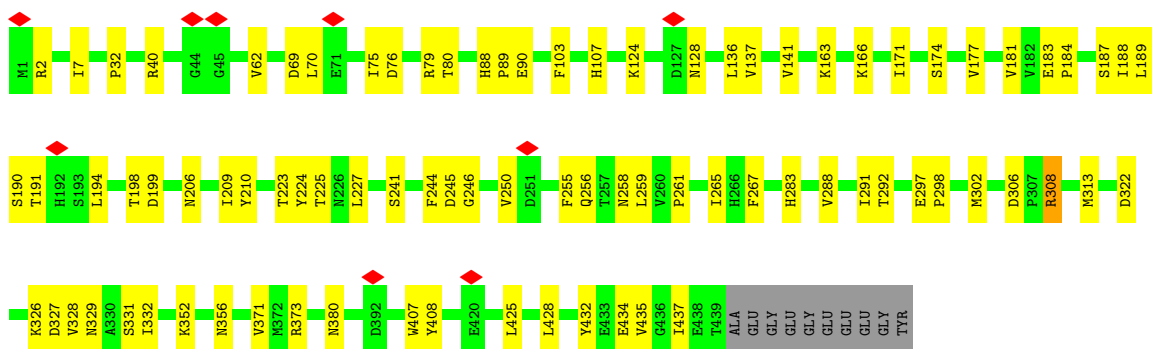 M1 R2 I7 P32 R40 G44 G45 V62 D69 L70 E71 I75 D76 R79 T80 H88 P89 E90 F103 H107 K124 D127 N128 L136 V137 V141 K163 K166 I171 S174 V177 V181 V182 E183 P184 S187 I188 L189
S190 T191 H192 S193 L194 T198 D199 N206 I209 Y210 T223 Y224 T225 N226 L227 S241 F244 D245 G246 V250 D251 F255 Q256 T257 N258 L259 V260 P261 I265 H266 F267 H283 V288 I291 T292 E297 P298 M302 D306 P307 R308 M313 D322
K326 D327 V328 N329 A330 S331 I332 K352 N356 V371 M372 R373 N380 D392 W407 Y408 E420 L425 L428 Y432 E433 E434 V435 G436 I437 E438 T439 ALA GLU GLY GLU GLU GLY GLU GLU GLU GLY TYR